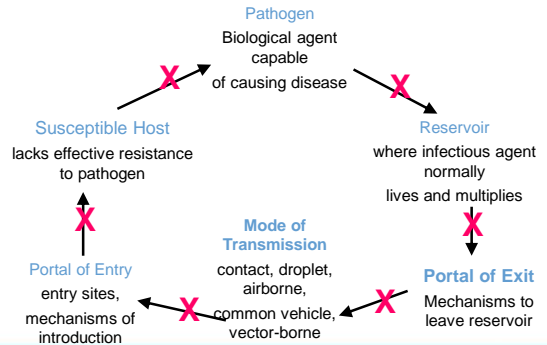 Pathogen
Biological agent
capable
of causing disease
X
X
Susceptible Host
lacks effective resistance
to pathogen
Reservoir
where infectious agent
normally
lives and multiplies
X
X
Mode of
Transmission
contact, droplet,
airborne,
common vehicle,
vector-borne
Portal of Entry
entry sites,
mechanisms of
introduction
Portal of Exit
Mechanisms to
leave reservoir
X
X